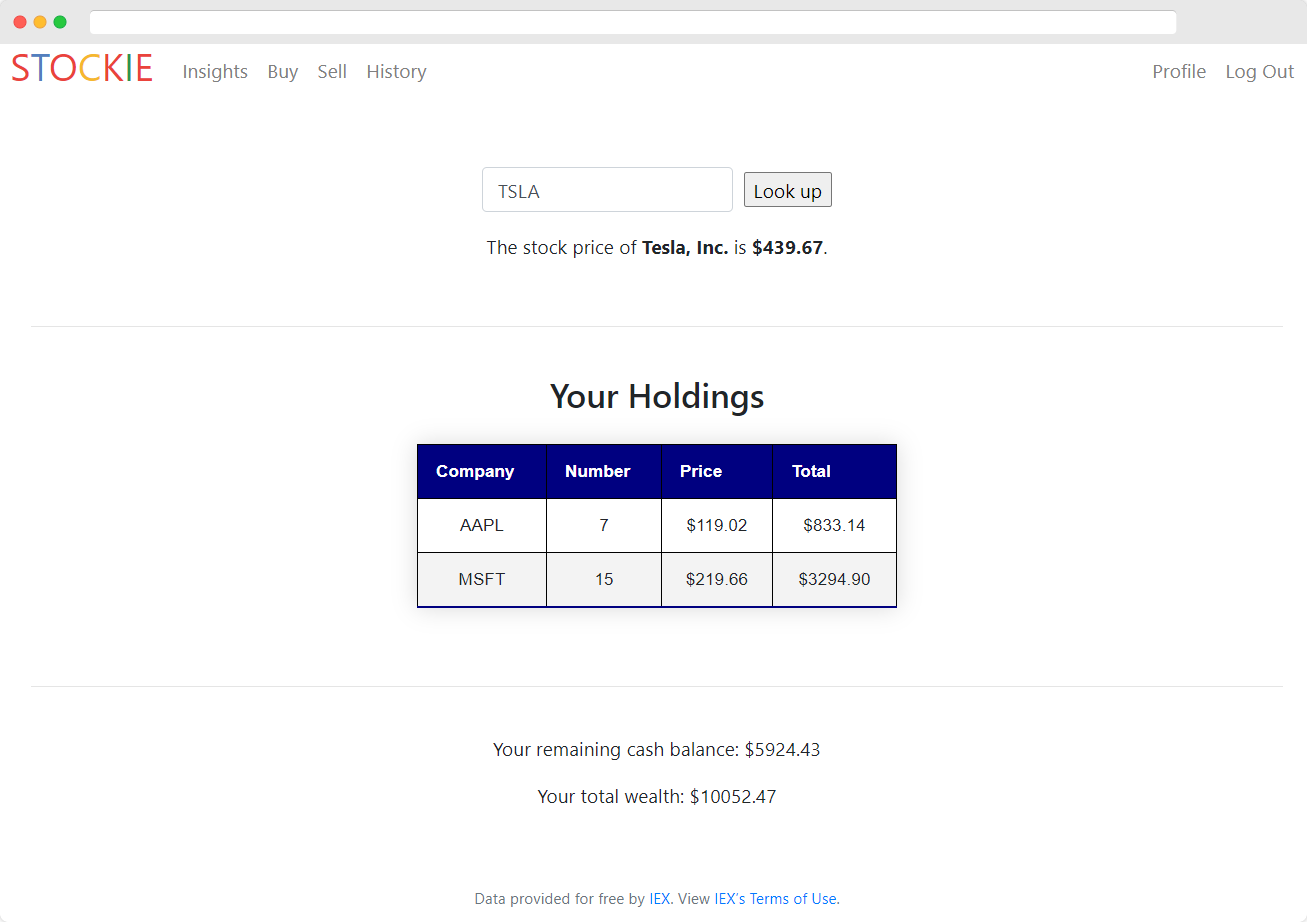 STOCKIE Insights Buy Sell History Profile Log Out
TSLA Look up
The stock price of Tesla, Inc. is $439.67.
Your Holdings
Company Number Price Total
AAPL 7 $119.02 $833.14
MSFT 15 $219.66 $3294.90
Your remaining cash balance: $5924.43
Your total wealth: $10052.47
Data provided for free by IEX. View IEX's Terms of Use.